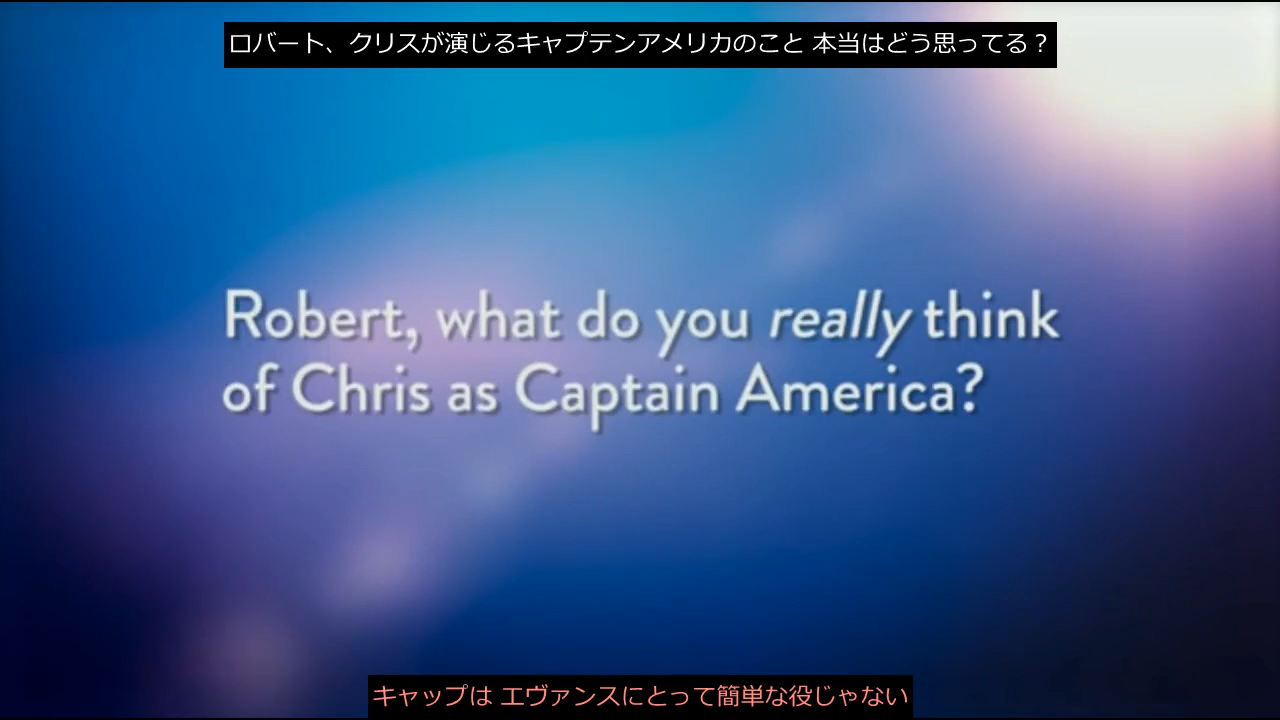 ロバート、クリスが演じるキャプテンアメリカのこと 本当はどう思ってる？
Robert, what do you really think
of Chris as Captain America?
キャップは エヴァンスにとって簡単な役じゃない